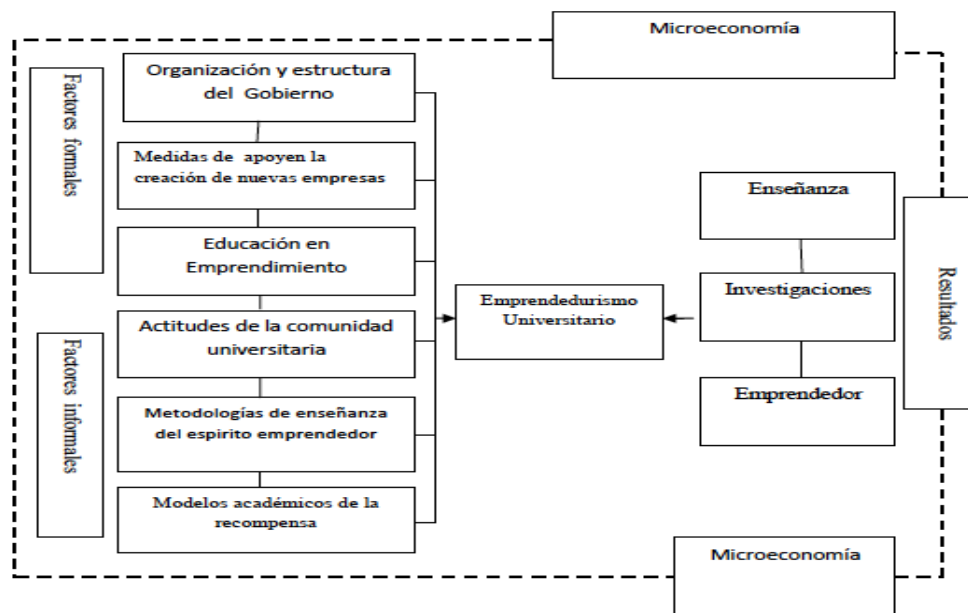 Microeconomía
Factores formales
Organización y estructura
del Gobierno
Medidas de apoyen la
creación de nuevas empresas
Educación en
Emprendimiento
Factores informales
Actitudes de la comunidad
universitaria
Metodologías de enseñanza
del espirito emprendedor
Modelos académicos de la
recompensa
Emprendedurismo
Universitario
Enseñanza
Investigaciones
Emprendedor
Resultados
Microeconomía